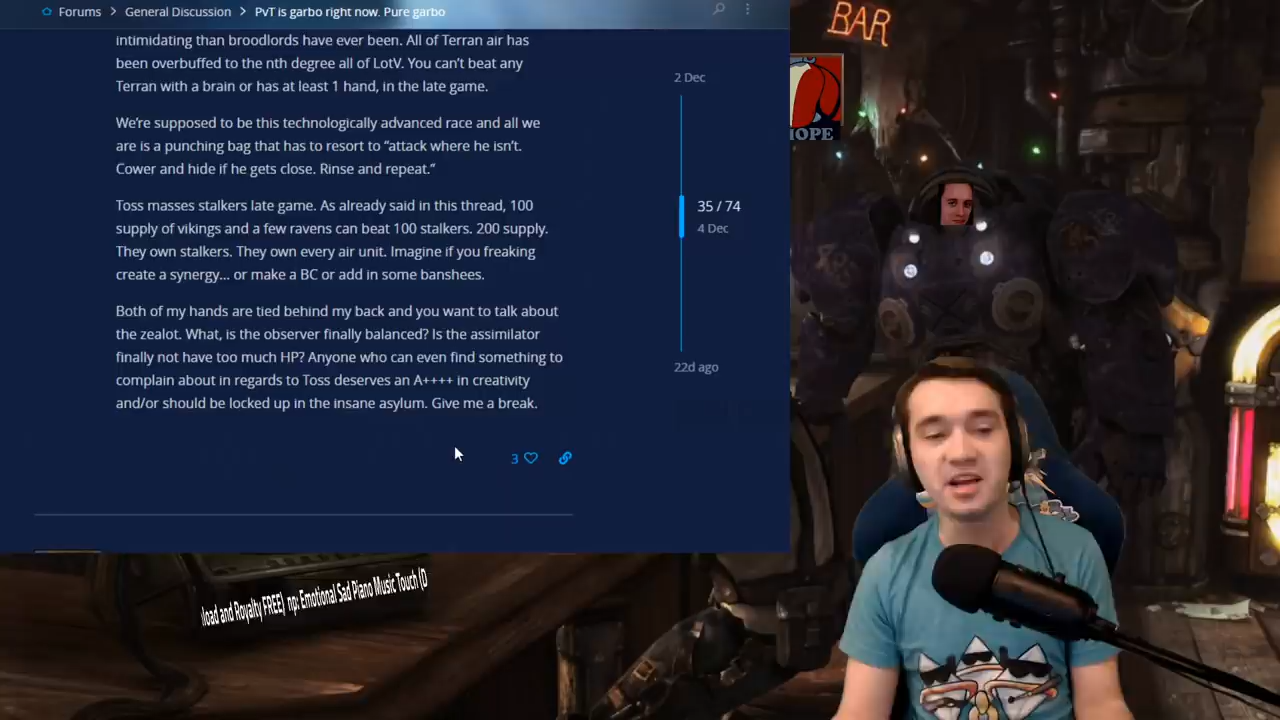 Forums > General Discussion > PvT is garbo right now. Pure garbo
intimidating than broodlords have ever been. All of Terran air has
been overbuffed to the nth degree all of LotV. You can't beat any
Terran with a brain or has at least 1 hand, in the late game.
We're supposed to be this technologically advanced race and all we
are is a punching bag that has to resort to "attack where he isn't.
Cower and hide if he gets close. Rinse and repeat."
Toss masses stalkers late game. As already said in this thread, 100
supply of vikings and a few ravens can beat 100 stalkers. 200 supply.
They own stalkers. They own every air unit. Imagine if you freaking
create a synergy... or make a BC or add in some banshees.
Both of my hands are tied behind my back and you want to talk about
the zealot. What, is the observer finally balanced? Is the assimilator
finally not have too much HP? Anyone who can even find something to
complain about in regards to Toss deserves an A++++ in creativity
and/or should be locked up in the insane asylum. Give me a break.
3
2 Dec
35 / 74
4 Dec
22d ago
BAR
HOPE
load and Royalty FREE) np: Emotional Sad Piano Music Touch (D